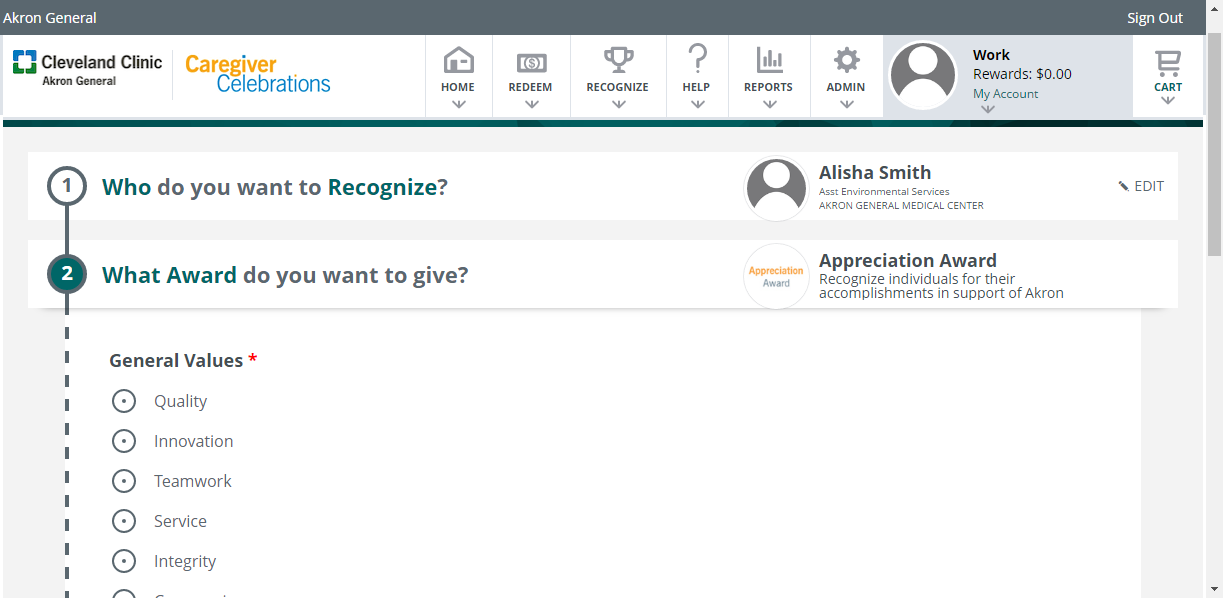 Akron General
Sign Out
Cleveland Clinic
Akron General
Caregiver
Celebrations
HOME
REDEEM
RECOGNIZE
HELP
REPORTS
ADMIN
Work
Rewards: $0.00
My Account
CART
1
Who do you want to Recognize?
Alisha Smith
Asst Environmental Services
AKRON GENERAL MEDICAL CENTER
EDIT
2
What Award do you want to give?
Appreciation
Award
Appreciation Award
Recognize individuals for their
accomplishments in support of Akron
General Values *
Quality
Innovation
Teamwork
Service
Integrity